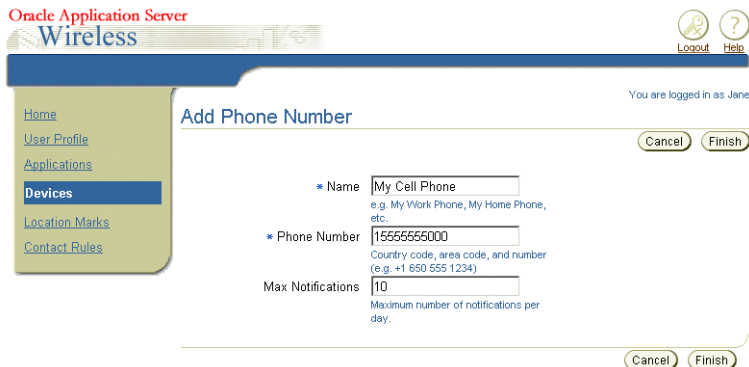 Oracle Application Server
Wireless
Logout Help
You are logged in as Jane
Home
User Profile
Applications
Devices
Location Marks
Contact Rules
Add Phone Number
Cancel Finish
* Name My Cell Phone
e.g. My Work Phone, My Home Phone,
etc.
* Phone Number 15555555000
Country code, area code, and number
(e.g. +1 650 555 1234)
Max Notifications 10
Maximum number of notifications per
day.
Cancel Finish